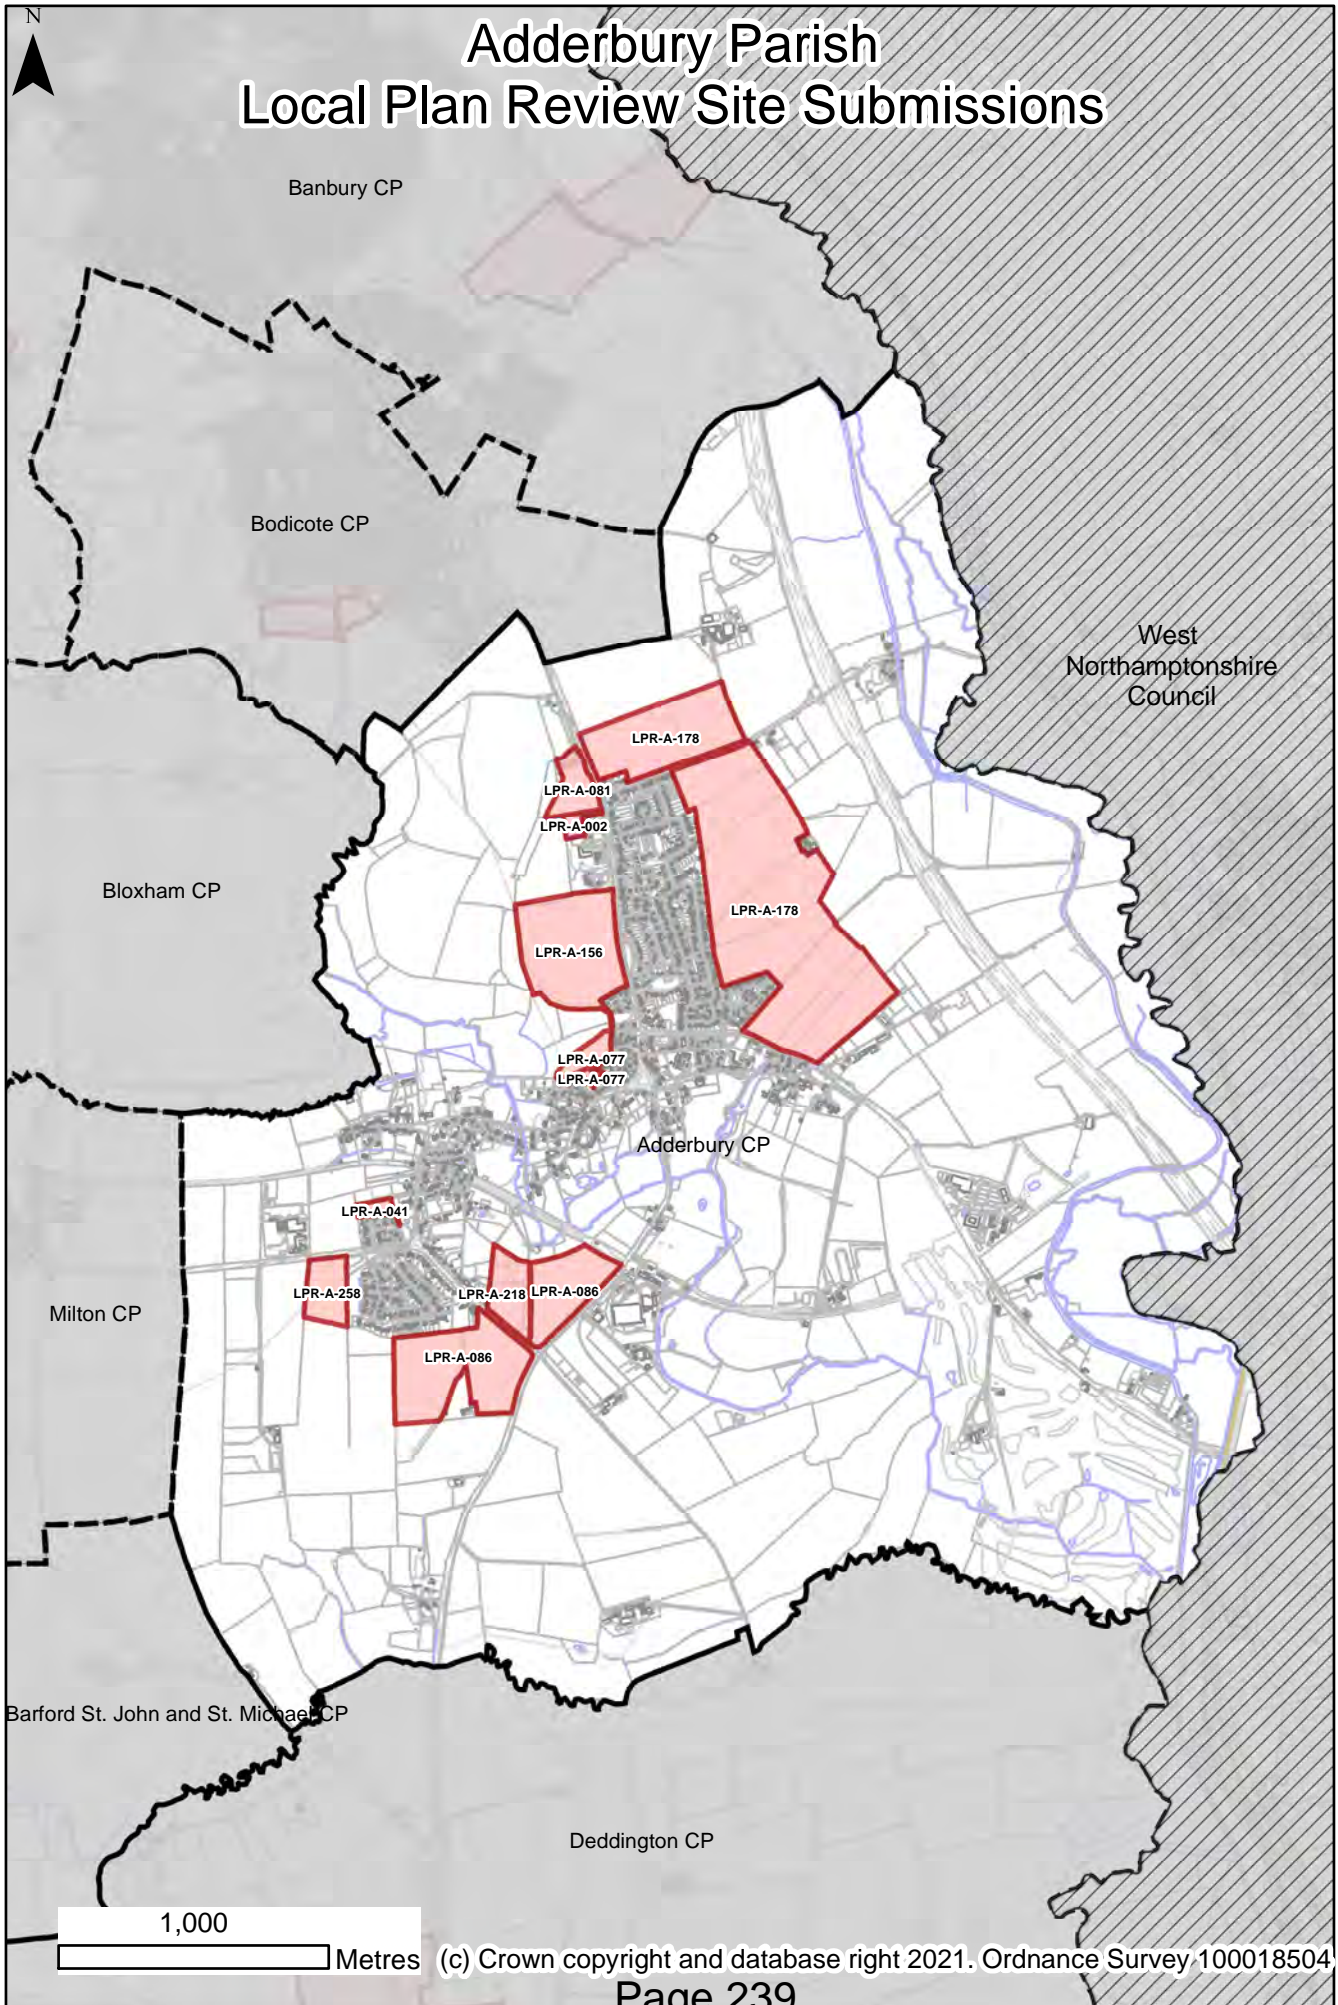 N
Adderbury Parish
Local Plan Review Site Submissions
Banbury CP
Bodicote CP
West
Northamptonshire
Council
LPR-A-178
LPR-A-081
LPR-A-002
Bloxham CP
LPR-A-178
LPR-A-156
LPR-A-077
LPR-A-077
Adderbury CP
LPR-A-041
LPR-A-258
LPR-A-218
LPR-A-086
Milton CP
LPR-A-086
Barford St. John and St. Michael CP
Deddington CP
1,000
Metres
(c) Crown copyright and database right 2021. Ordnance Survey 100018504
Page 239